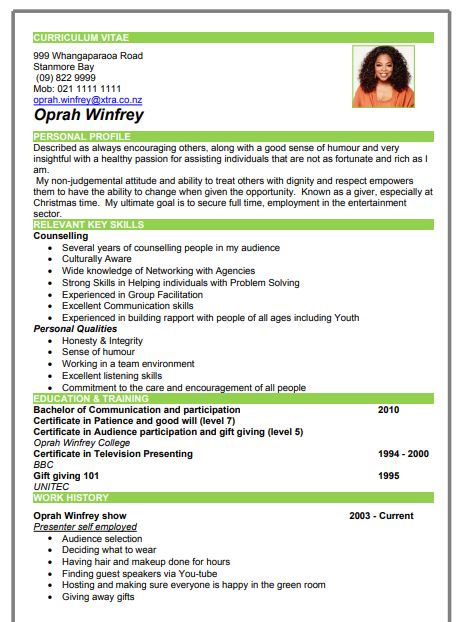 CURRICULUM VITAE
999 Whangaparaoa Road
Stanmore Bay
(09) 822 9999
Mob: 021 1111 1111
oprah.winfrey@xtra.co.nz
Oprah Winfrey
PERSONAL PROFILE
Described as always encouraging others, along with a good sense of humour and very
insightful with a healthy passion for assisting individuals that are not as fortunate and rich as I
am.
My non-judgemental attitude and ability to treat others with dignity and respect empowers
them to have the ability to change when given the opportunity. Known as a giver, especially at
Christmas time. My ultimate goal is to secure full time, employment in the entertainment
sector.
RELEVANT KEY SKILLS
Counselling
• Several years of counselling people in my audience
• Culturally Aware
• Wide knowledge of Networking with Agencies
• Strong Skills in Helping individuals with Problem Solving
• Experienced in Group Facilitation
• Excellent Communication skills
• Experienced in building rapport with people of all ages including Youth
Personal Qualities
• Honesty & Integrity
• Sense of humour
• Working in a team environment
• Excellent listening skills
• Commitment to the care and encouragement of all people
EDUCATION & TRAINING
Bachelor of Communication and participation 2010
Certificate in Patience and good will (level 7)
Certificate in Audience participation and gift giving (level 5)
Oprah Winfrey College
Certificate in Television Presenting 1994 - 2000
BBC
Gift giving 101 1995
UNITEC
WORK HISTORY
Oprah Winfrey show 2003 - Current
Presenter self employed
• Audience selection
• Deciding what to wear
• Having hair and makeup done for hours
• Finding guest speakers via You-tube
• Hosting and making sure everyone is happy in the green room
• Giving away gifts